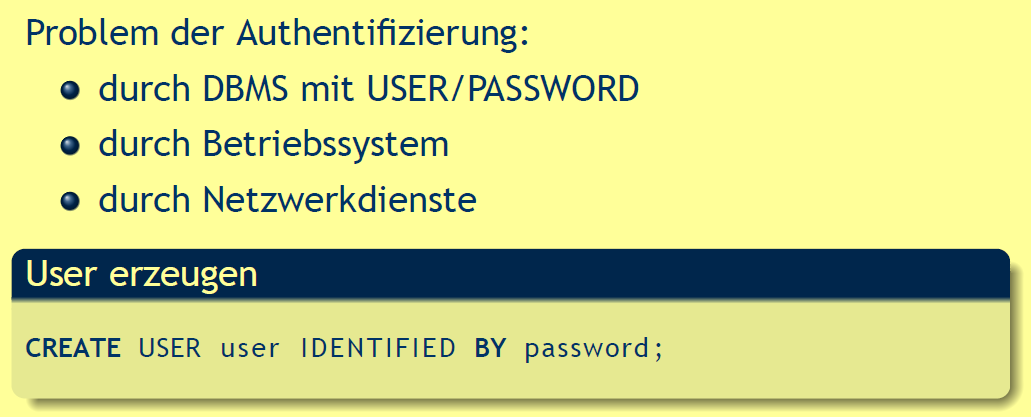 Problem der Authentifizierung:
durch DBMS mit USER/PASSWORD
durch Betriebssystem
durch Netzwerkdienste
User erzeugen
CREATE USER user IDENTIFIED BY password;